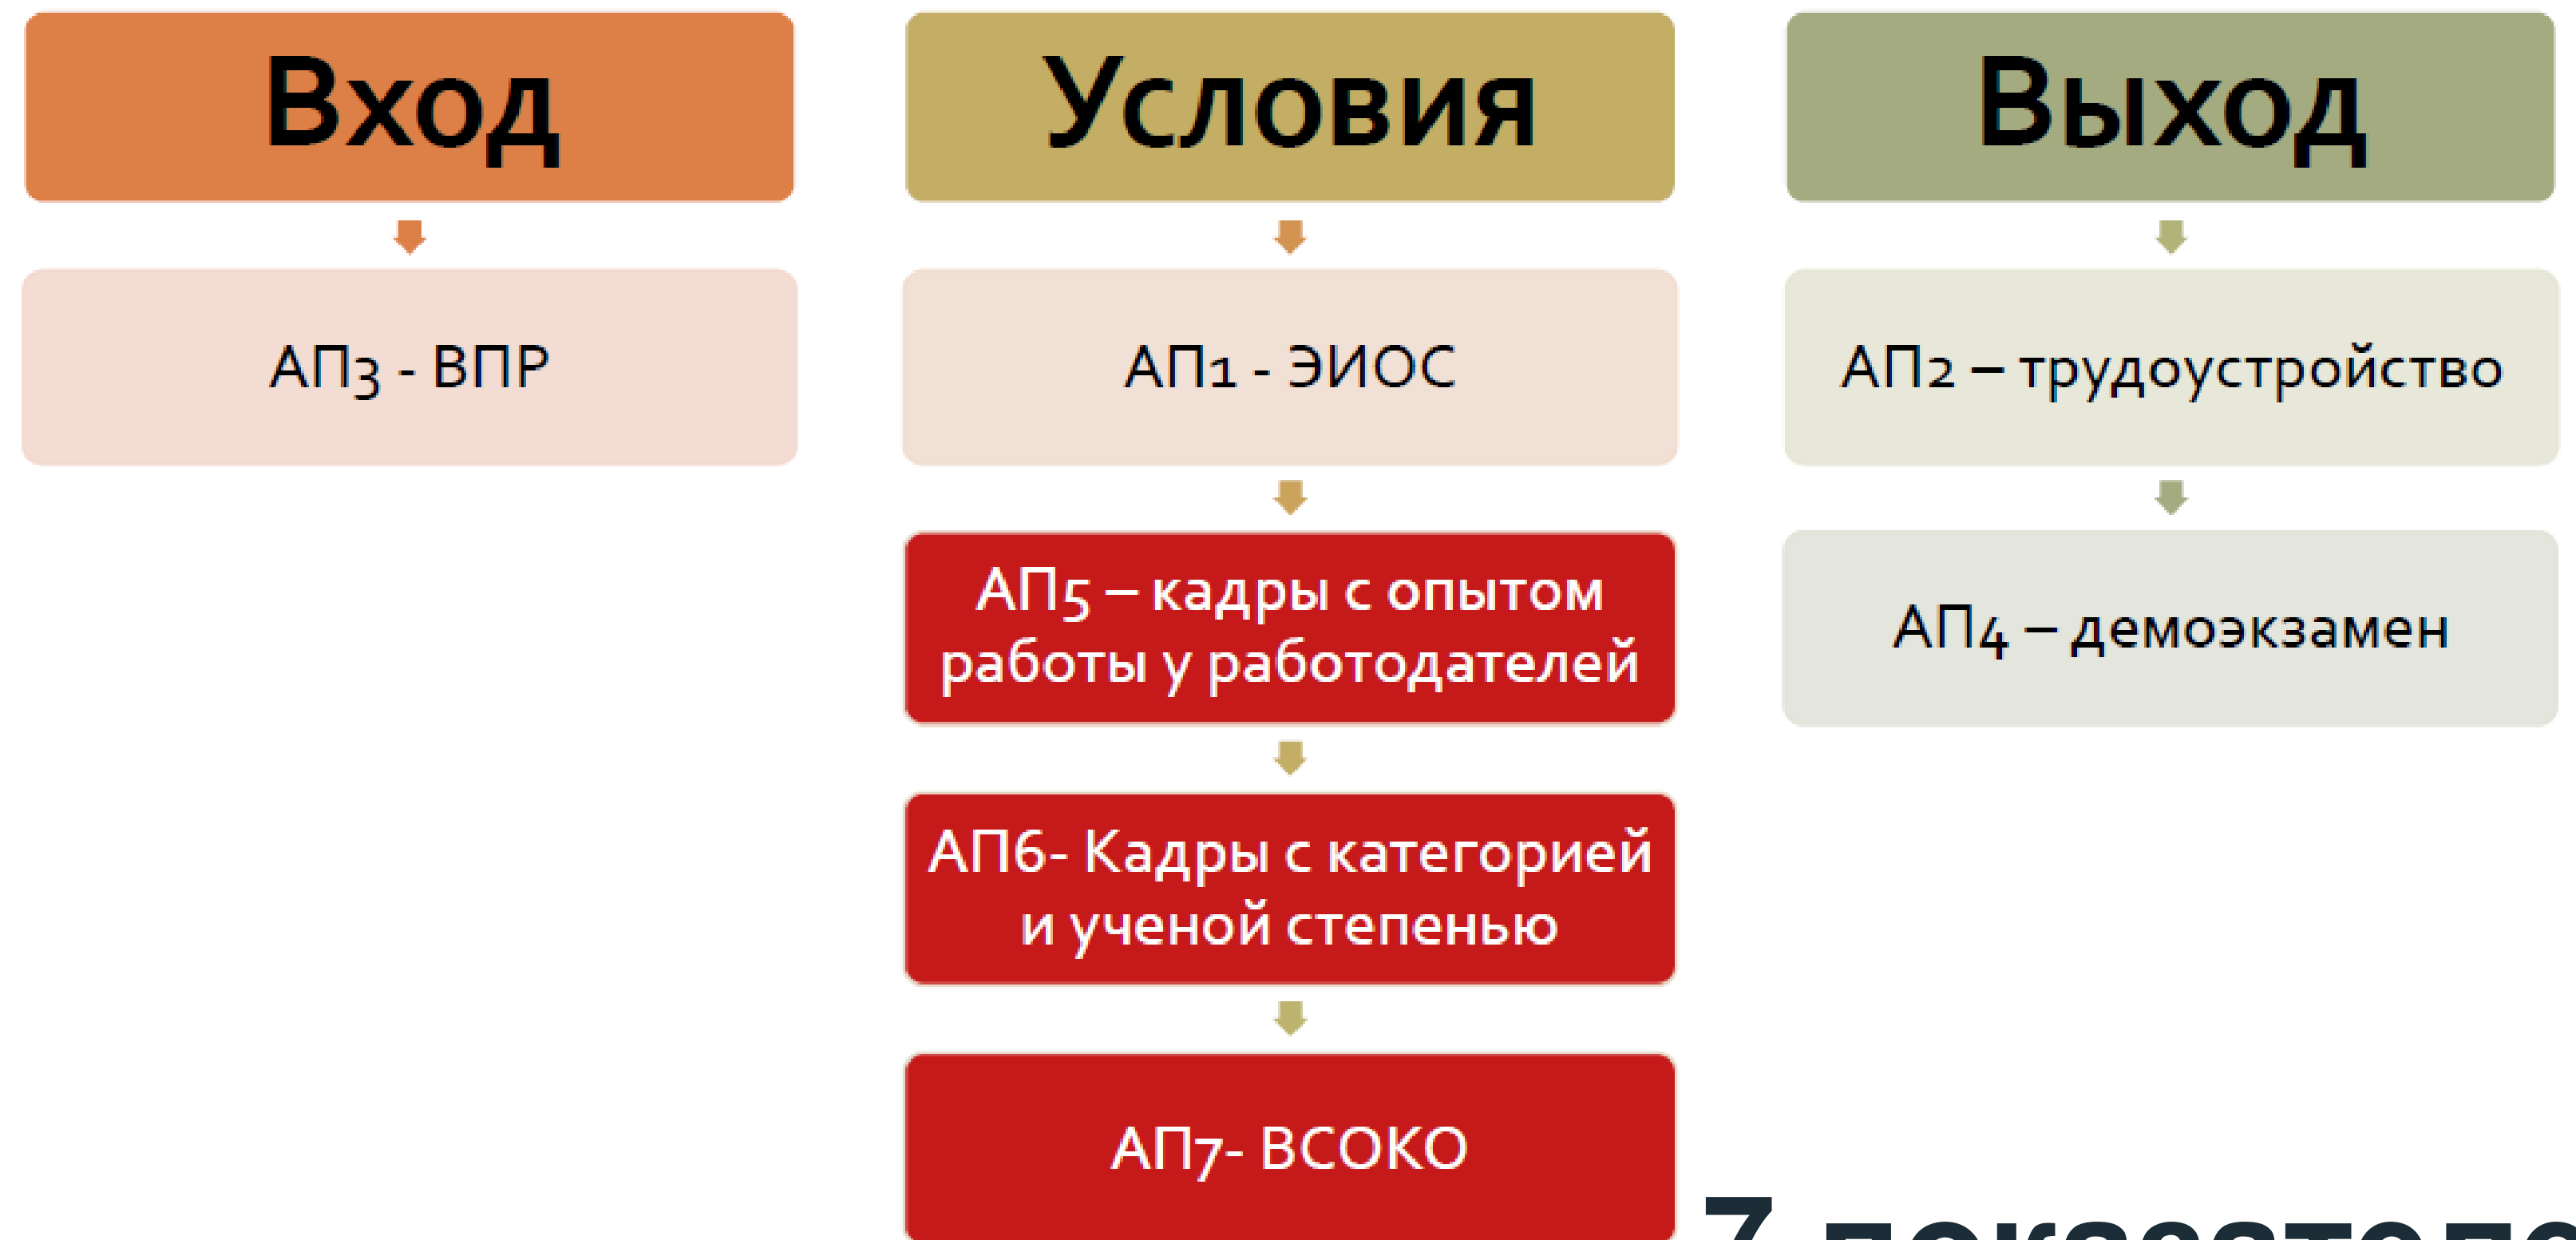 Вход
АП3 - ВПР
Условия
АП1 - ЭИОС
АП5 – кадры с опытом
работы у работодателей
АП6- Кадры с категорией
и ученой степенью
АП7- ВСОКО
Выход
АП2 – трудоустройство
АП4 – демоэкзамен
7